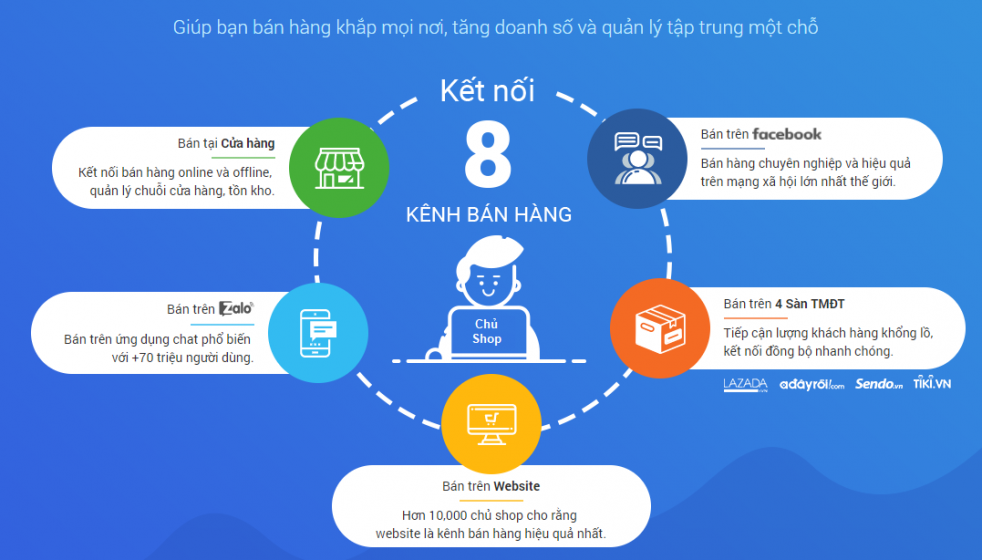 Giúp bạn bán hàng khắp mọi nơi, tăng doanh số và quản lý tập trung một chỗ
Kết nối
8
KÊNH BÁN HÀNG
Chủ
Shop
Bán tại Cửa hàng
Kết nối bán hàng online và offline,
quản lý chuỗi cửa hàng, tồn kho.
Bán trên facebook
Bán hàng chuyên nghiệp và hiệu quả
trên mạng xã hội lớn nhất thế giới.
Bán trên Zalo
Bán trên ứng dụng chat phổ biến
với +70 triệu người dùng.
Bán trên 4 Sàn TMĐT
Tiếp cận lượng khách hàng khổng lồ,
kết nối đồng bộ nhanh chóng.
LAZADA adâyrồi.com Sendo.vn TIKI.VN
Bán trên Website
Hơn 10,000 chủ shop cho rằng
website là kênh bán hàng hiệu quả nhất.